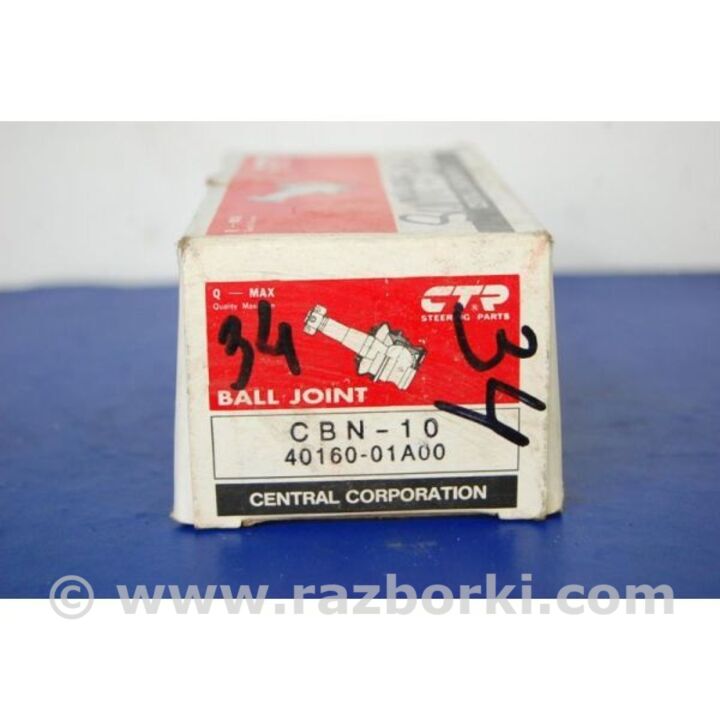 Q — MAX
CTR
®
STEERING PARTS
34
34
BALL JOINT
CBN-10
40160-01A00
CENTRAL CORPORATION
© www.razborki.com